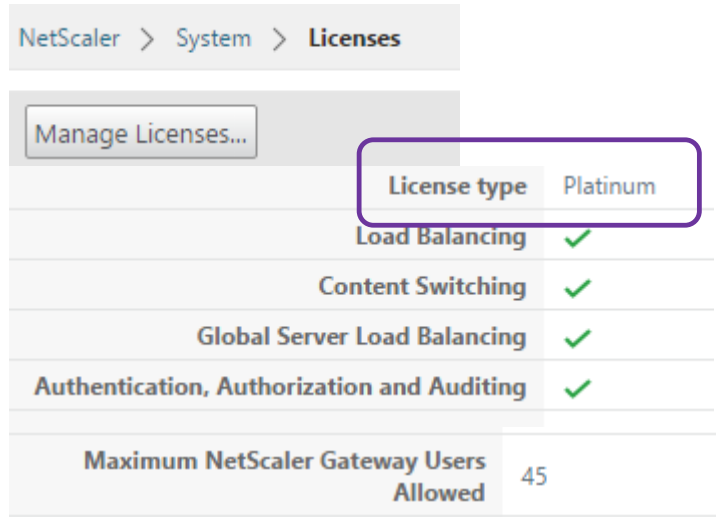 NetScaler > System > Licenses
Manage Licenses...
License type Platinum
Load Balancing ✓
Content Switching ✓
Global Server Load Balancing ✓
Authentication, Authorization and Auditing ✓
Maximum NetScaler Gateway Users
Allowed 45